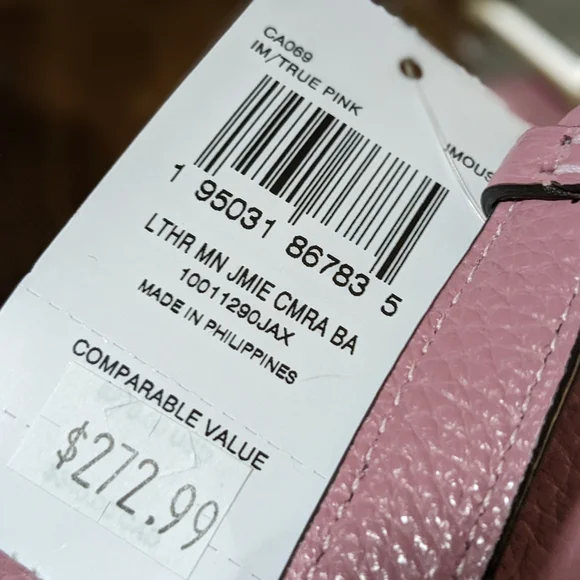 CA069
IM/TRUE PINK
1 95031 86783 5
LTHR MN JMIE CMRA BA
10011290JAX
MADE IN PHILIPPINES
COMPARABLE VALUE
$272.99